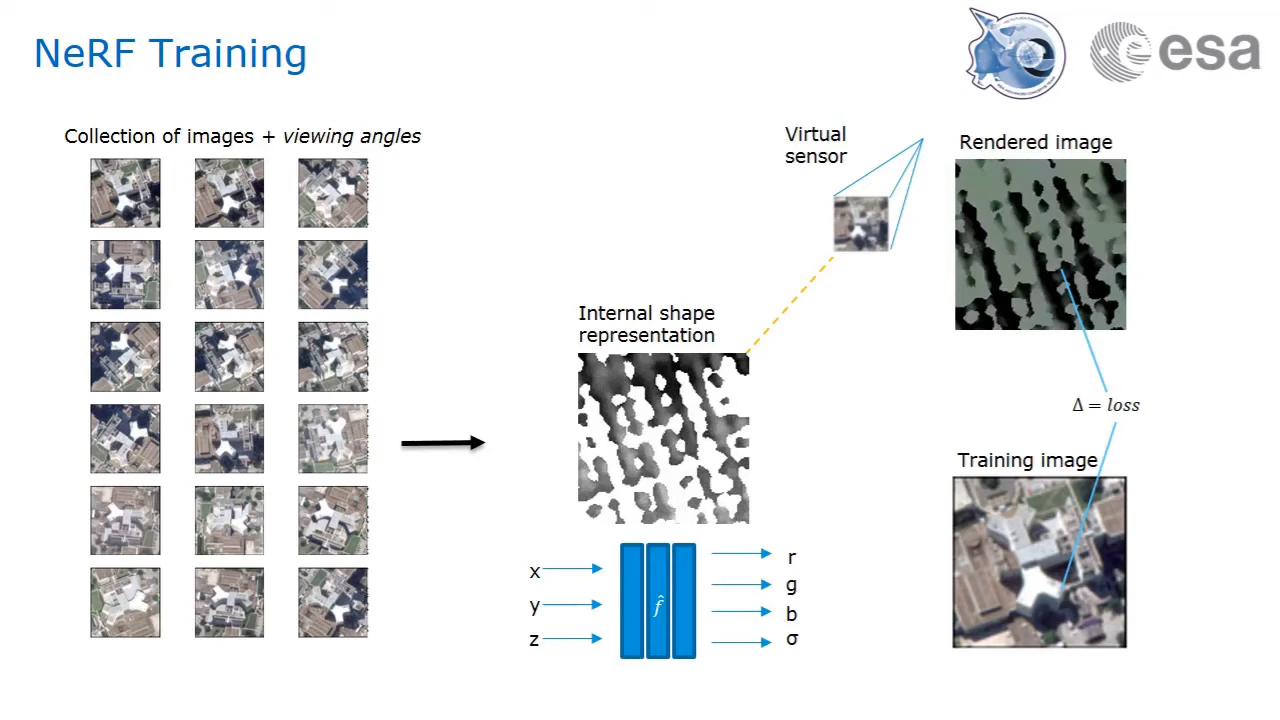 NeRF Training
esa
Collection of images + viewing angles
Virtual
sensor
Rendered image
Internal shape
representation
Δ = loss
Training image
x
y
z
f̂
r
g
b
σ